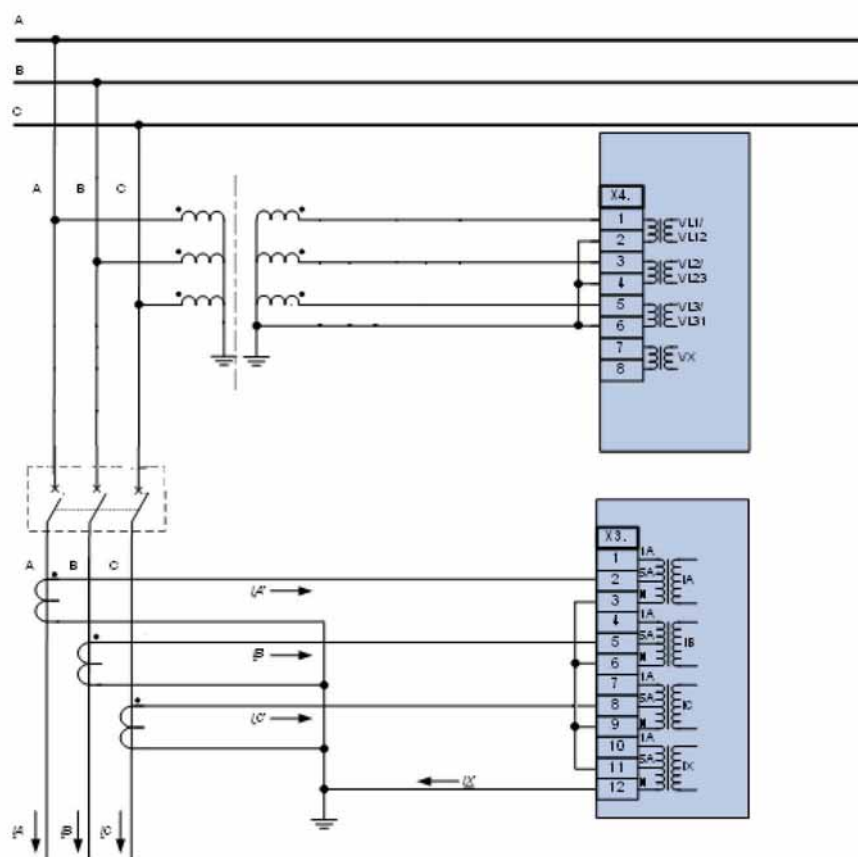 A
B
C
A B C
X4.
1 VL1/
2 VL12
3 VL2/
4 VL23
5 VL3/
6 VL31
7 VX
8
X3.
A B C
1 1A
2 5A IA
3 N
4 1A
5 5A IB
6 N
7 1A
8 5A IC
9 N
10 1A
11 5A IX
12 N
IA'
IB'
IC'
IX'
IA IB IC